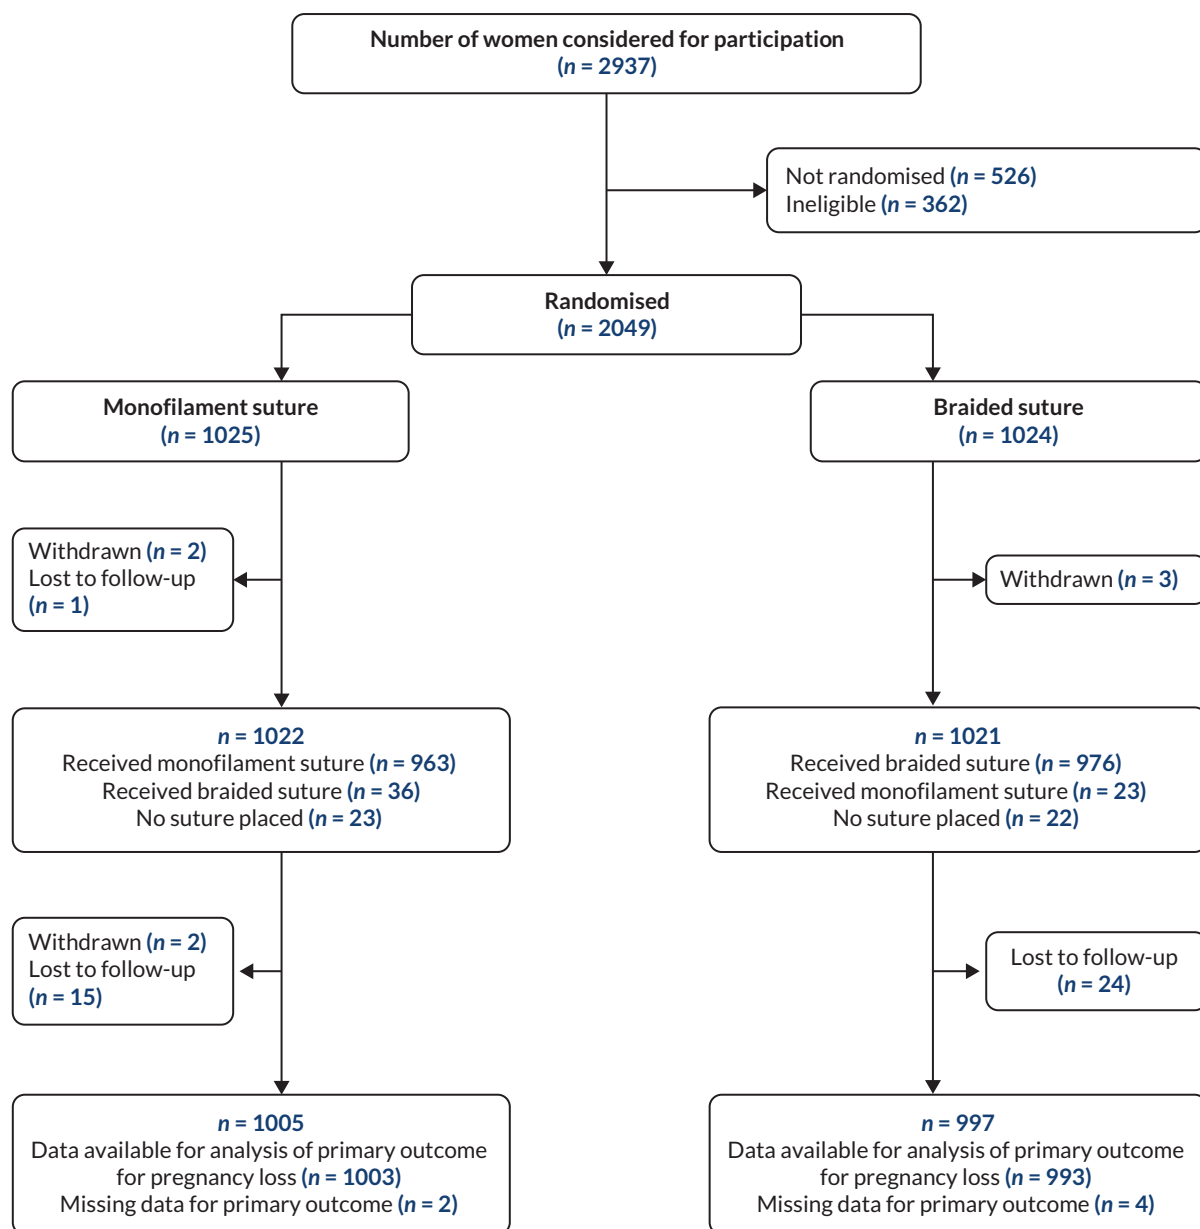 Number of women considered for participation
(n = 2937)
Not randomised (n = 526)
Ineligible (n = 362)
Randomised
(n = 2049)
Monofilament suture
(n = 1025)
Braided suture
(n = 1024)
Withdrawn (n = 2)
Lost to follow-up
(n = 1)
Withdrawn (n = 3)
n = 1022
Received monofilament suture (n = 963)
Received braided suture (n = 36)
No suture placed (n = 23)
n = 1021
Received braided suture (n = 976)
Received monofilament suture (n = 23)
No suture placed (n = 22)
Withdrawn (n = 2)
Lost to follow-up
(n = 15)
Lost to follow-up
(n = 24)
n = 1005
Data available for analysis of primary outcome
for pregnancy loss (n = 1003)
Missing data for primary outcome (n = 2)
n = 997
Data available for analysis of primary outcome
for pregnancy loss (n = 993)
Missing data for primary outcome (n = 4)